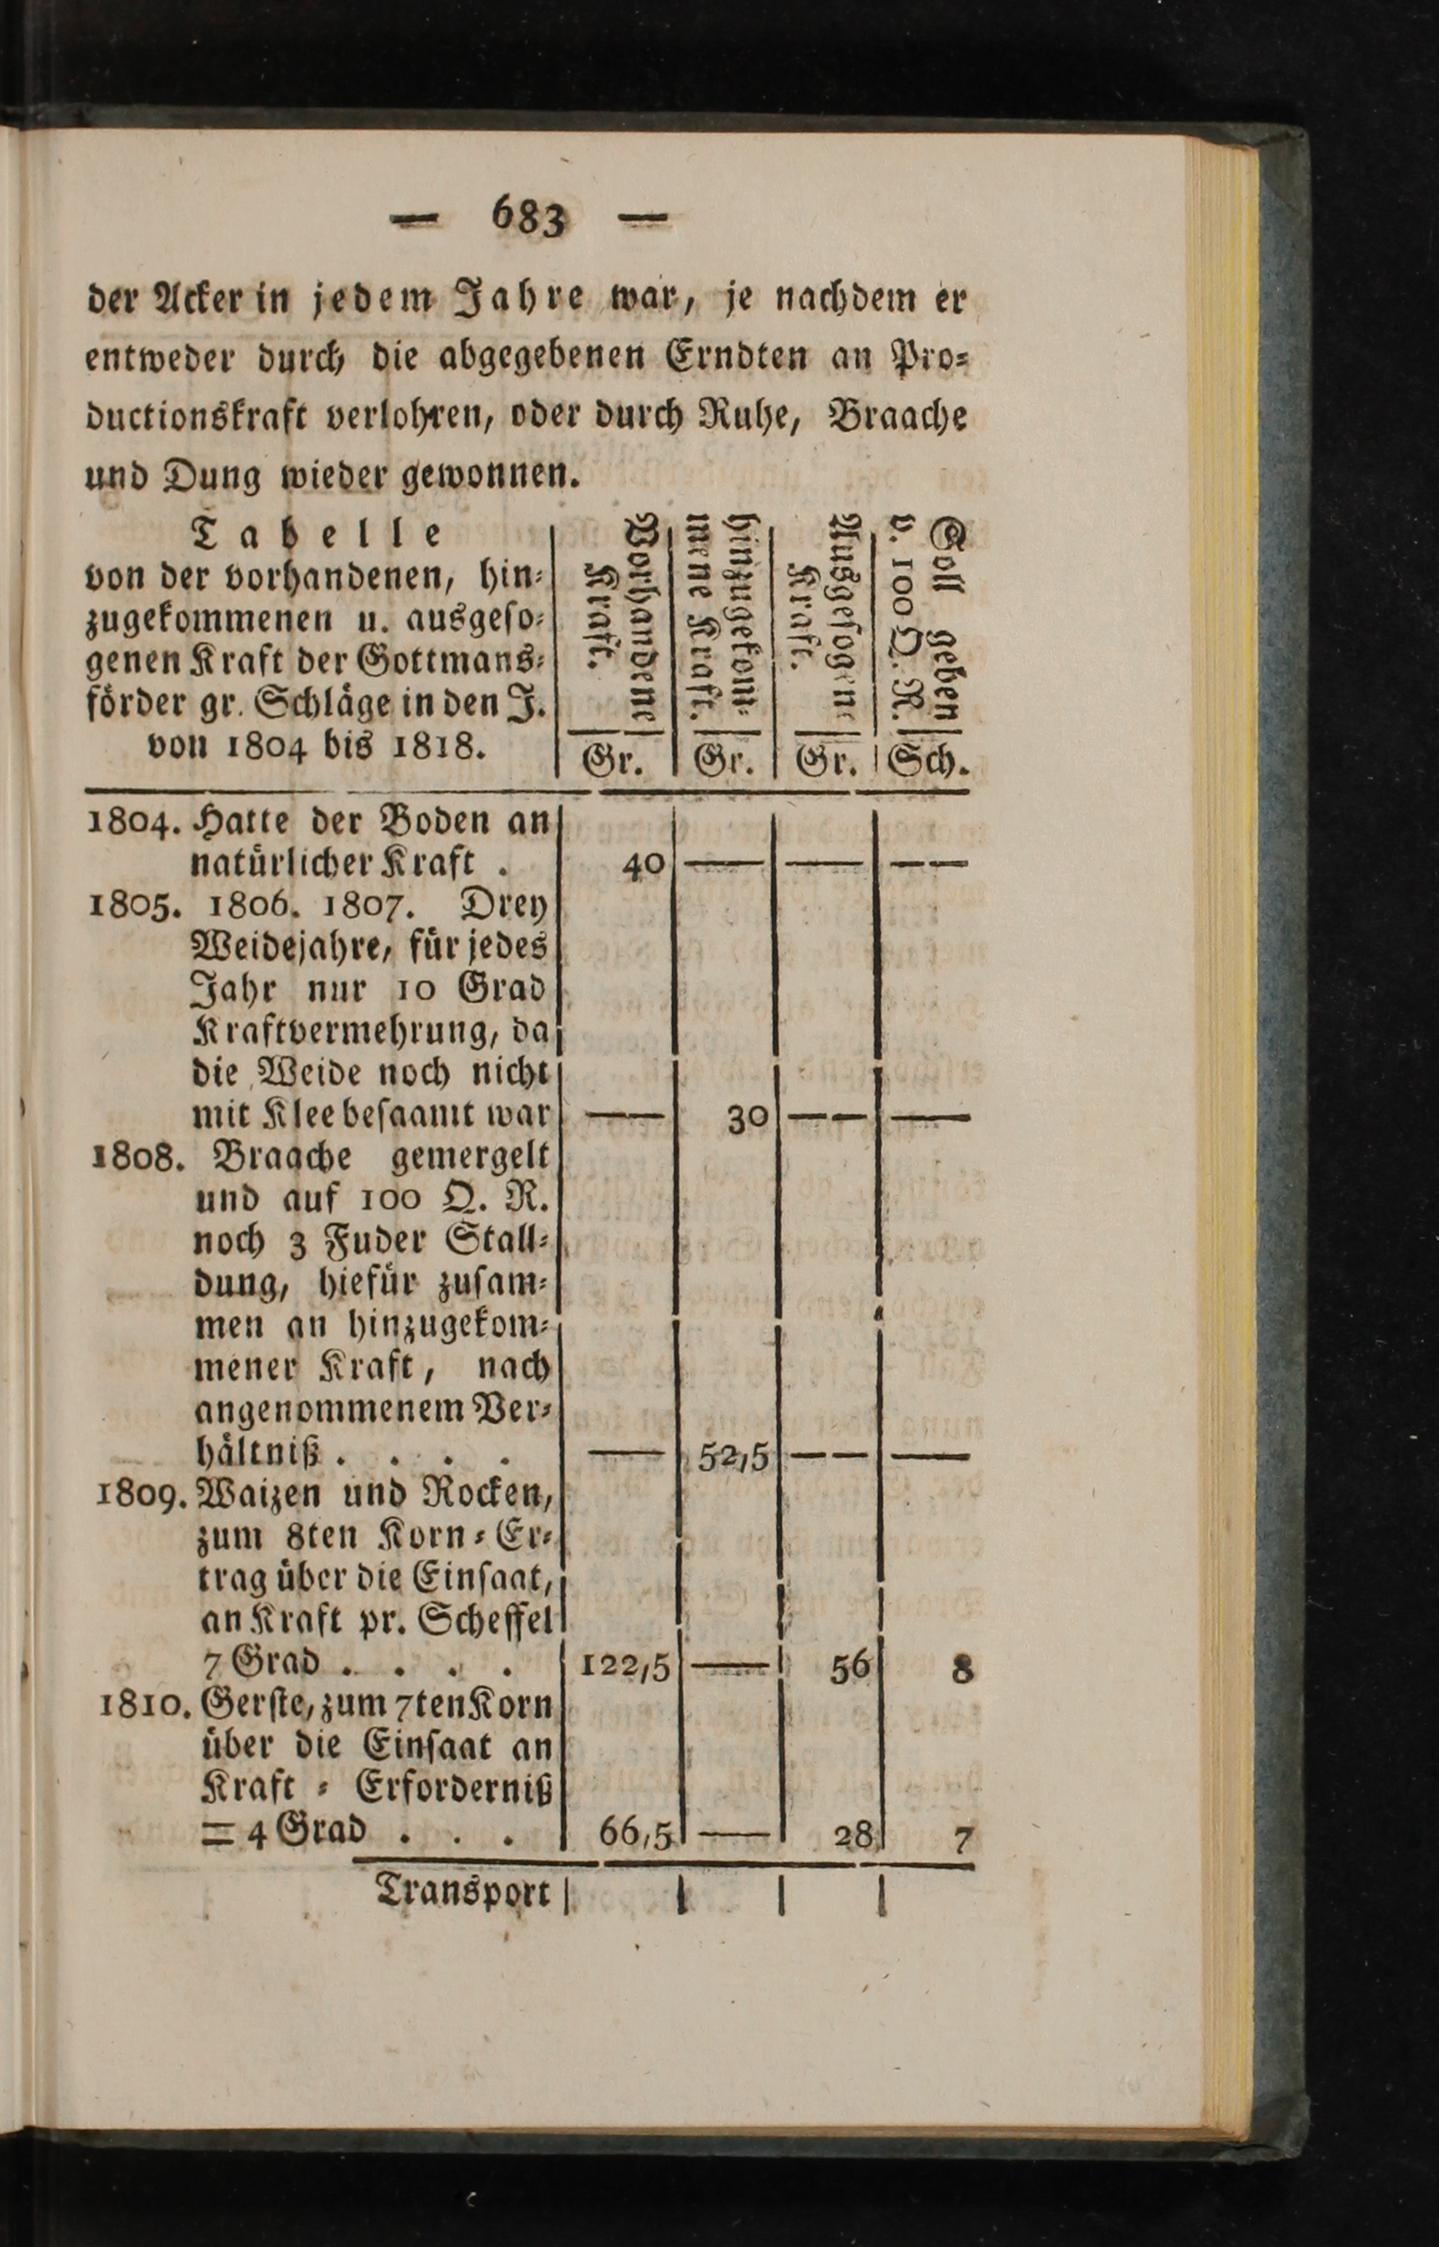 — 683 —
der Acker in jedem Jahre war, je nachdem er
entweder durch die abgegebenen Erndten an Pro-
ductionskraft verlohren, oder durch Ruhe, Braache
und Dung wieder gewonnen.
Tabelle
von der vorhandenen, hin-
zugekommenen u. ausgeso-
genen Kraft der Gottmans-
förder gr. Schläge in den J.
von 1804 bis 1818.
Vorhandene
Kraft.
hinzugekom-
mene Kraft.
Ausgesogene
Kraft.
Soll geben
v. 100 Q. R.
Gr. Gr. Gr. Sch.
1804. Hatte der Boden an
natürlicher Kraft . 40 — — — —
1805. 1806. 1807. Drey
Weidejahre, für jedes
Jahr nur 10 Grad
Kraftvermehrung, da
die Weide noch nicht
mit Klee besaamt war — — 30 — — —
1808. Braache gemergelt
und auf 100 Q. R.
noch 3 Fuder Stall-
dung, hiefür zusam-
men an hinzugekom-
mener Kraft, nach
angenommenem Ver-
hältniß . . . . — 52,5 — — —
1809. Waizen und Rocken,
zum 8ten Korn-Er-
trag über die Einsaat,
an Kraft pr. Scheffel
7 Grad . . . . 122,5 — 56 8
1810. Gerste, zum 7ten Korn
über die Einsaat an
Kraft-Erforderniß
= 4 Grad . . . 66,5 — 28 7
Transport